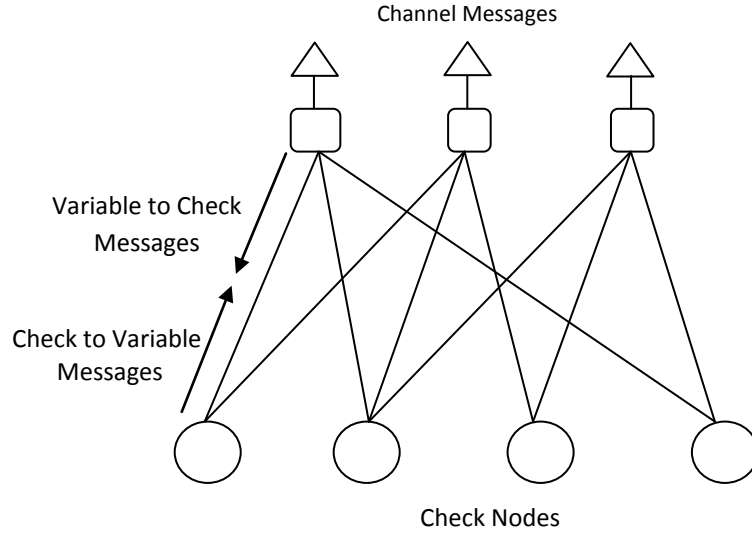 Channel Messages
Variable to Check
Messages
Check to Variable
Messages
Check Nodes